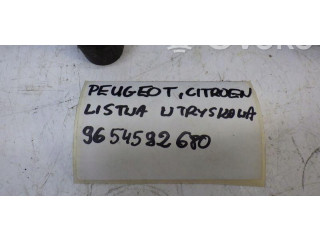 PEUGEOT, CITROEN
LISTWA WTRYSKOWA
9654592680